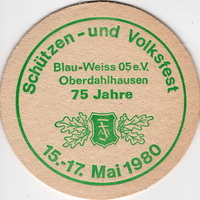 Schützen - und Volksfest
Blau-Weiss 05 e.V.
Oberdahlhausen
75 Jahre
15.-17. Mai 1980